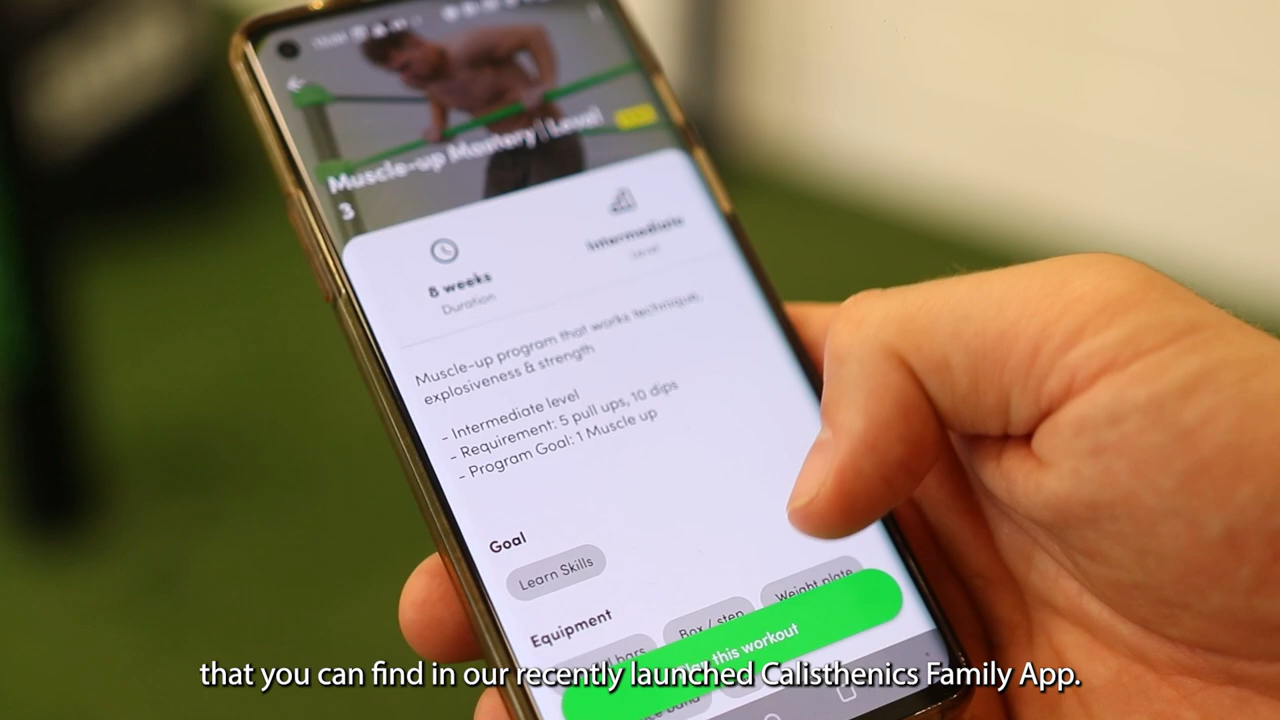 Muscle-up Mastery | Level
3
8 weeks
Duration
Intermediate
Level
Muscle-up program that works technique,
explosiveness & strength
- Intermediate level
- Requirement: 5 pull ups, 10 dips
- Program Goal: 1 Muscle up
Goal
Learn Skills
Equipment
bars
Box / step
Weight plate
this workout
band
that you can find in our recently launched Calisthenics Family App.